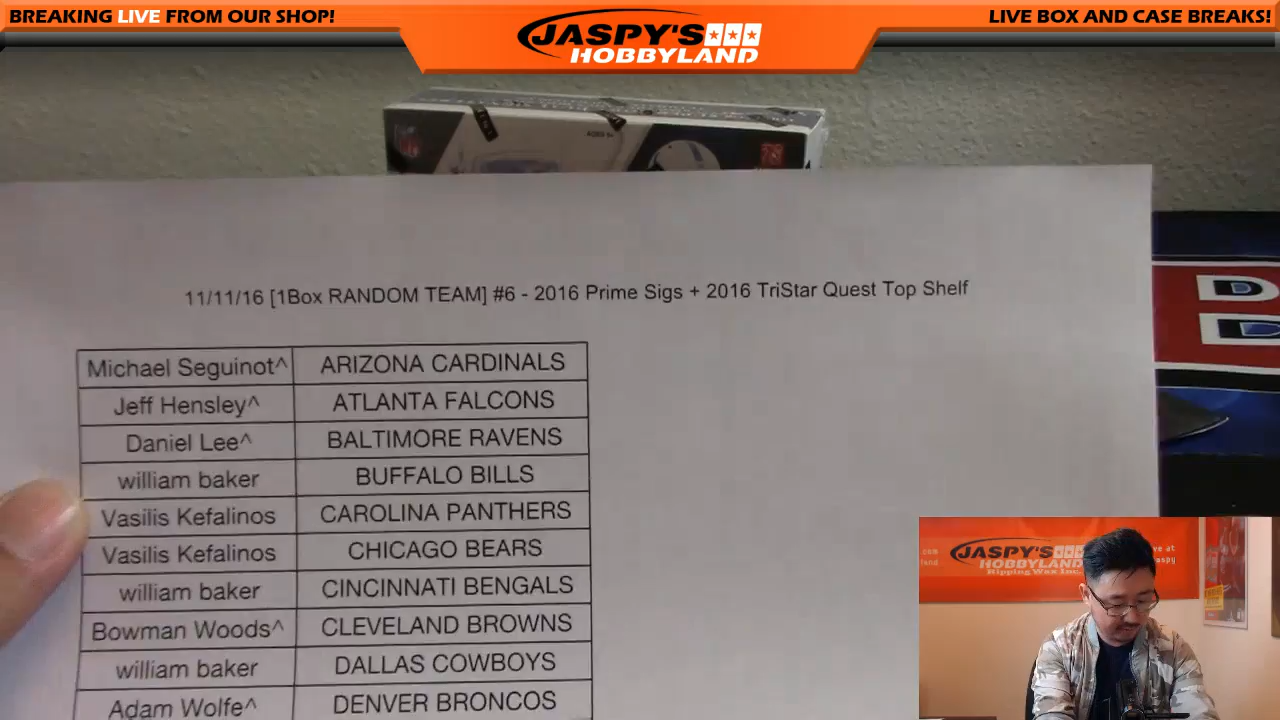 BREAKING LIVE FROM OUR SHOP!
LIVE BOX AND CASE BREAKS!
JASPY'S
HOBBYLAND
11/11/16 [1Box RANDOM TEAM] #6 - 2016 Prime Sigs + 2016 TriStar Quest Top Shelf
Michael Seguinot^ ARIZONA CARDINALS
Jeff Hensley^ ATLANTA FALCONS
Daniel Lee^ BALTIMORE RAVENS
william baker BUFFALO BILLS
Vasilis Kefalinos CAROLINA PANTHERS
Vasilis Kefalinos CHICAGO BEARS
william baker CINCINNATI BENGALS
Bowman Woods^ CLEVELAND BROWNS
william baker DALLAS COWBOYS
Adam Wolfe^ DENVER BRONCOS
JASPY'S
HOBBYLAND
Ripping Wax Inc.